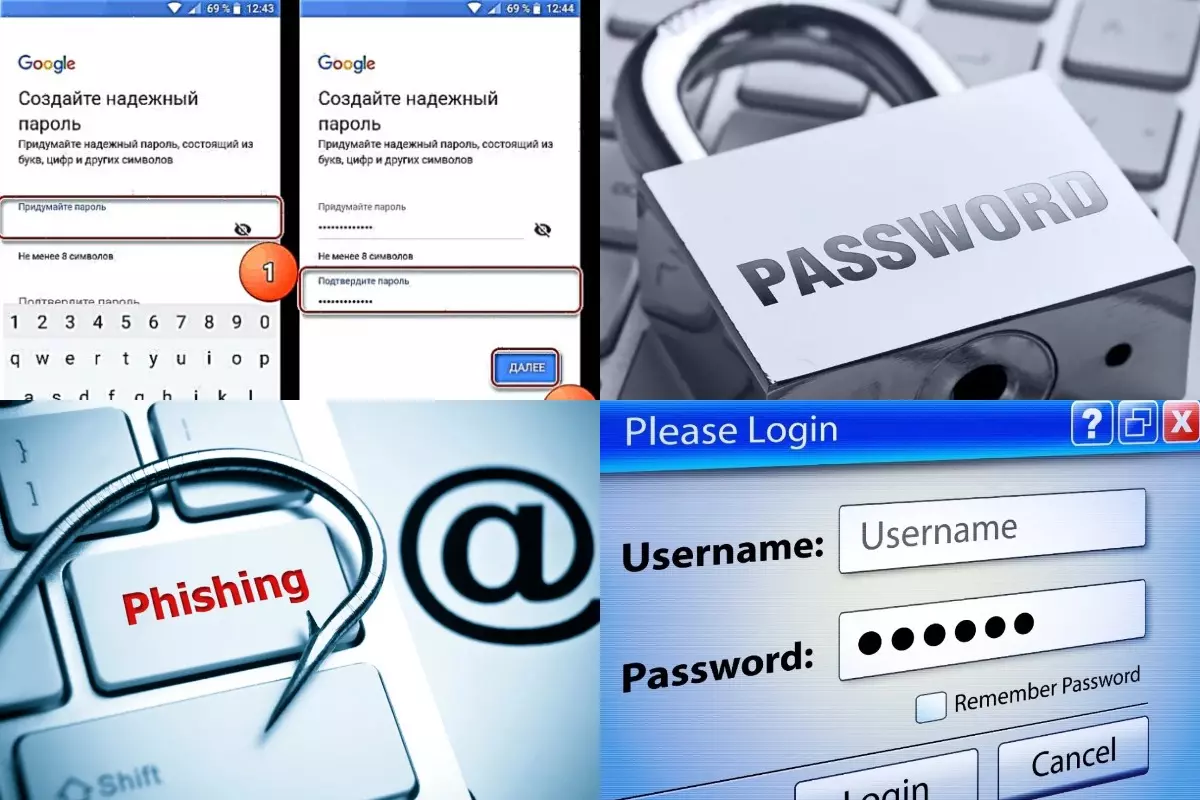 69 % 12:43
Google
Создайте надежный
пароль
Придумайте надежный пароль, состоящий из
букв, цифр и других символов
Придумайте пароль
Не менее 8 символов
1
Подтвердите пароль
1 2 3 4 5 6 7 8 9 0
q w e r t y u i o p
a s d f g h j k l
69 % 12:44
Google
Создайте надежный
пароль
Придумайте надежный пароль, состоящий из
букв, цифр и других символов
Придумайте пароль
•••••••••••••
Не менее 8 символов
Подтвердите пароль
•••••••••••••
ДАЛЕЕ
PASSWORD
}
]
Phishing
@
Shift
Please Login
? X
Username: Username
Password: ●●●●●●
Remember Password
Login
Cancel